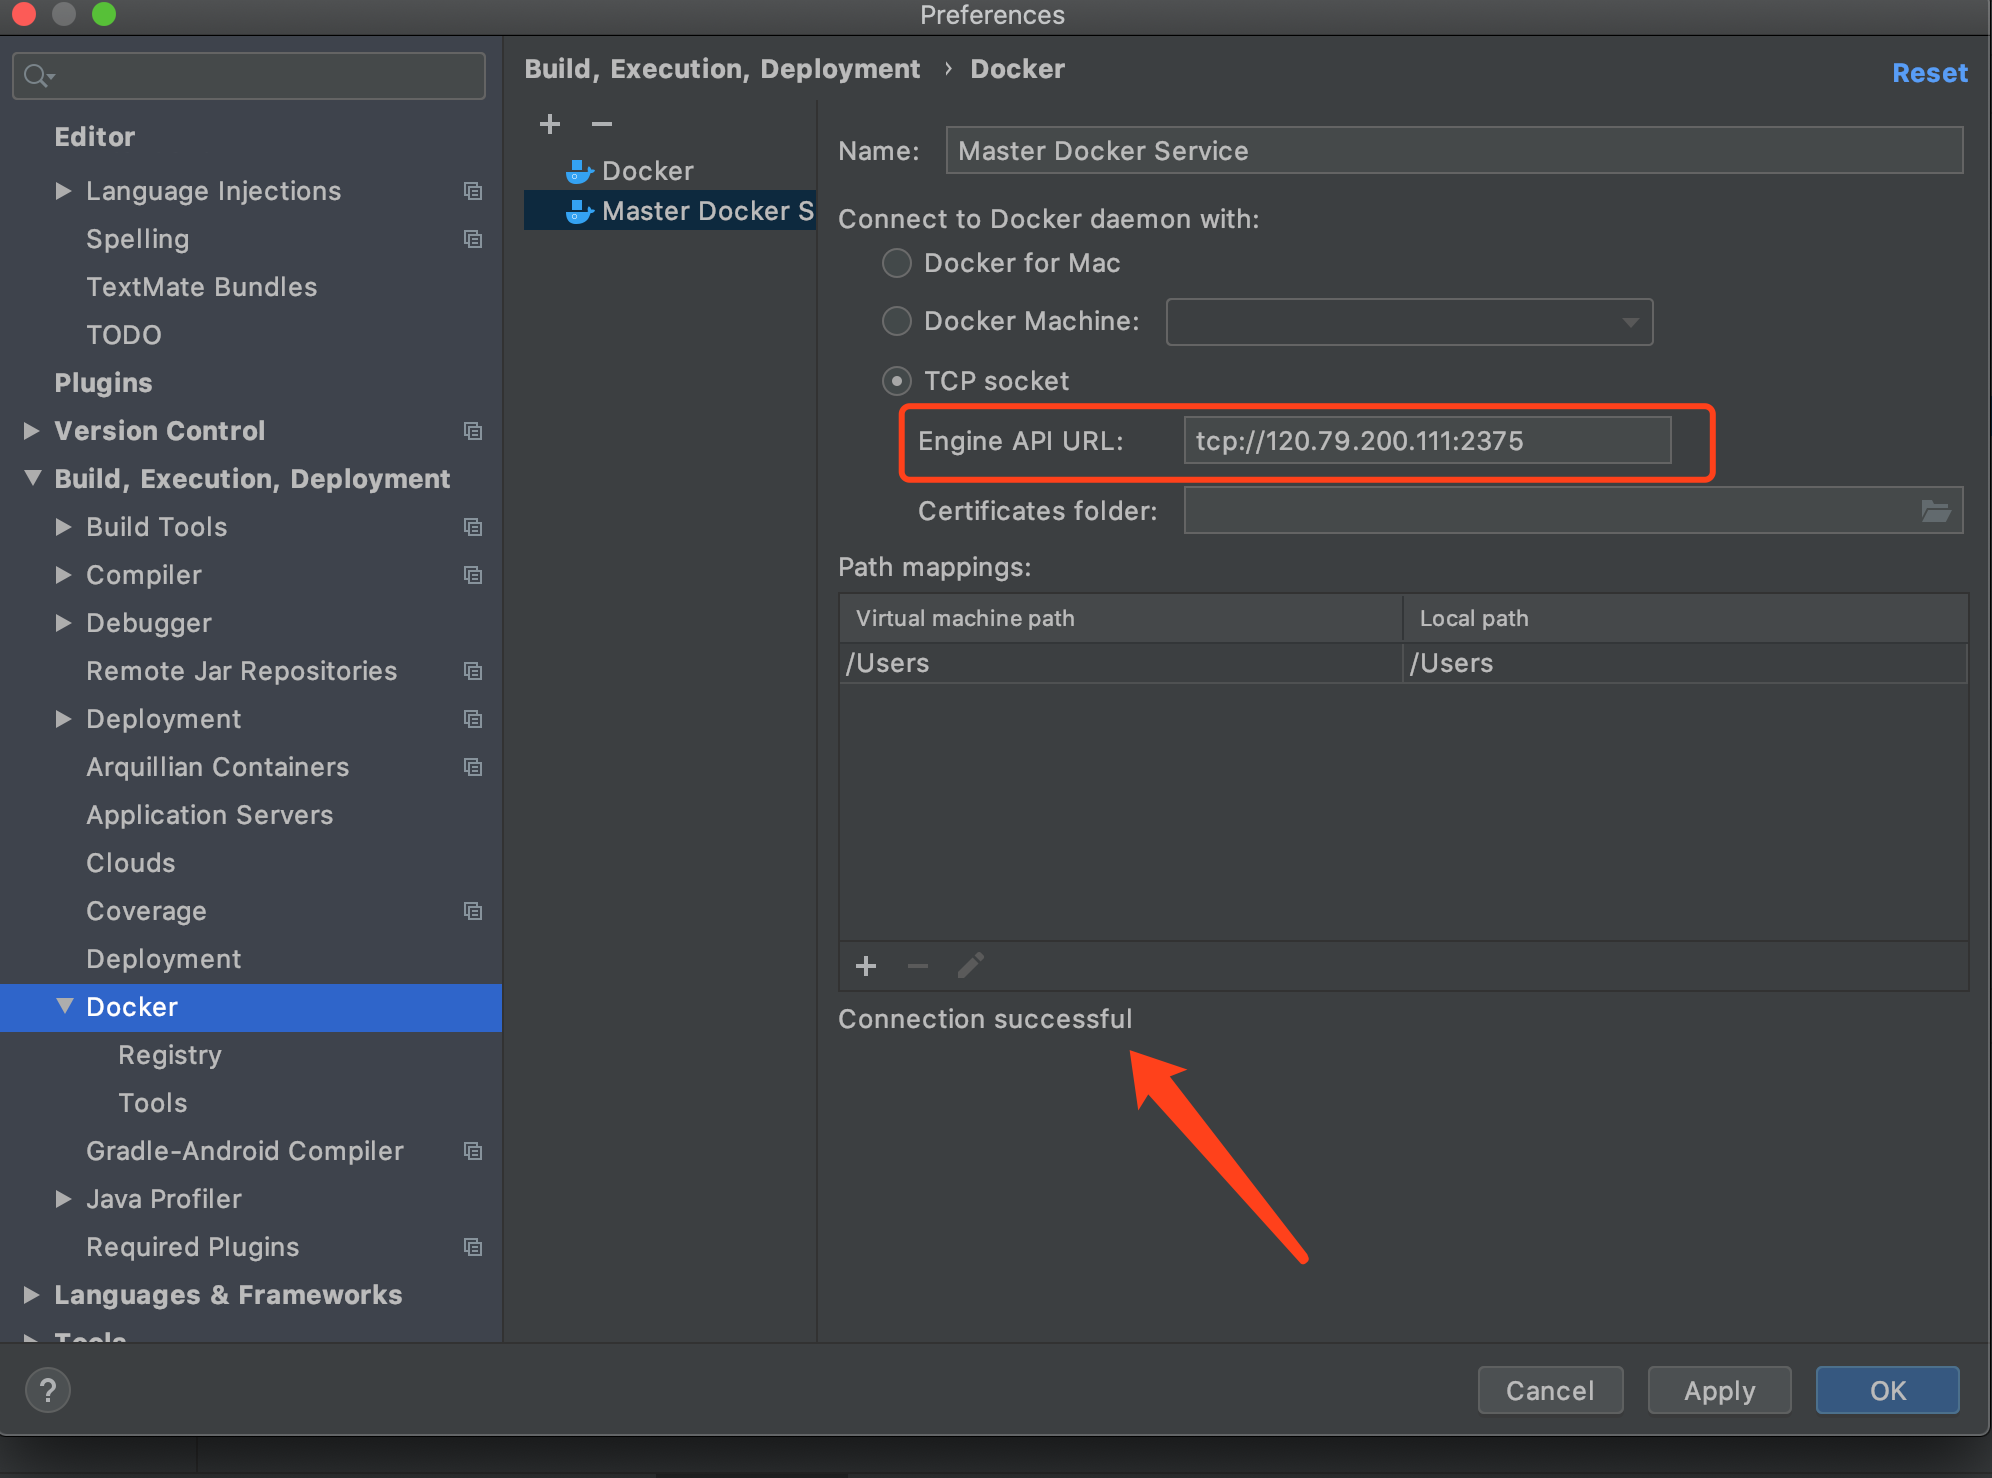 Preferences
Editor
Language Injections
Spelling
TextMate Bundles
TODO
Plugins
Version Control
Build, Execution, Deployment
Build Tools
Compiler
Debugger
Remote Jar Repositories
Deployment
Arquillian Containers
Application Servers
Clouds
Coverage
Deployment
Docker
Registry
Tools
Gradle-Android Compiler
Java Profiler
Required Plugins
Languages & Frameworks
Tools
Build, Execution, Deployment › Docker
Reset
Docker
Master Docker S
Name: Master Docker Service
Connect to Docker daemon with:
Docker for Mac
Docker Machine:
TCP socket
Engine API URL: tcp://120.79.200.111:2375
Certificates folder:
Path mappings:
Virtual machine path Local path
/Users /Users
Connection successful
? Cancel Apply OK